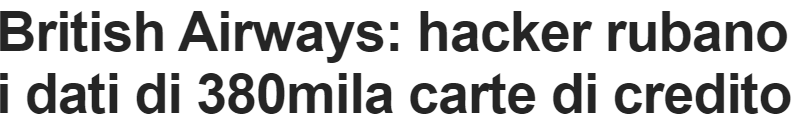 British Airways: hacker rubano
i dati di 380mila carte di credito